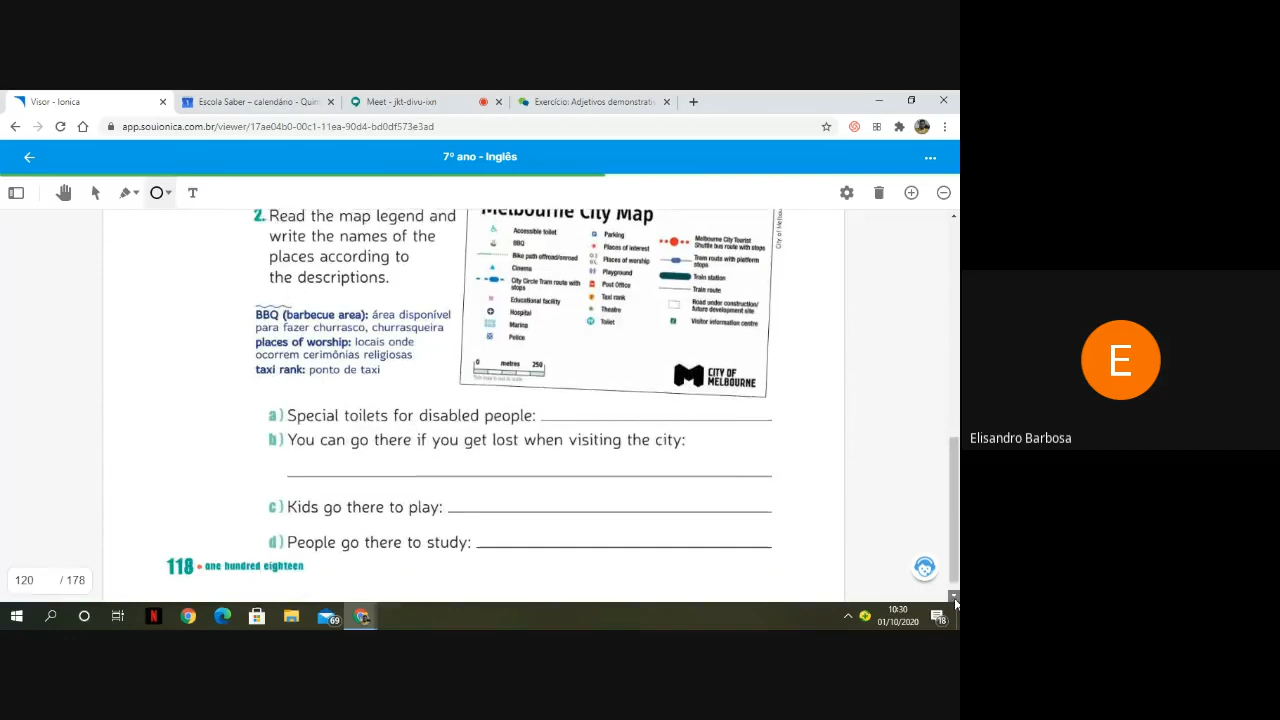 Visor - Ionica
Escola Saber – calendário - Quin
Meet - jkt-divu-ixn
Exercício: Adjetivos demonstrati
app.souionica.com.br/viewer/17ae04b0-00c1-11ea-90d4-bd0df573e3ad
7º ano - Inglês
T
2. Read the map legend and
write the names of the
places according to
the descriptions.
BBQ (barbecue area): área disponível
para fazer churrasco, churrasqueira
places of worship: locais onde
ocorrem cerimônias religiosas
taxi rank: ponto de taxi
Melbourne City Map
Accessible toilet
BBQ
Bike path offroad/onroad
Cinema
City Circle Tram route with
stops
Educational facility
Hospital
Marina
Police
Parking
Places of interest
Places of worship
Playground
Post Office
Taxi rank
Theatre
Toilet
Melbourne City Tourist
Shuttle bus route with stops
Tram route with platform
stops
Train station
Train route
Road under construction/
future development site
Visitor information centre
0 metres 250
CITY OF
MELBOURNE
a) Special toilets for disabled people:
b) You can go there if you get lost when visiting the city:
c) Kids go there to play:
d) People go there to study:
118 • one hundred eighteen
120 / 178
69
10:30
01/10/2020
18
E
Elisandro Barbosa